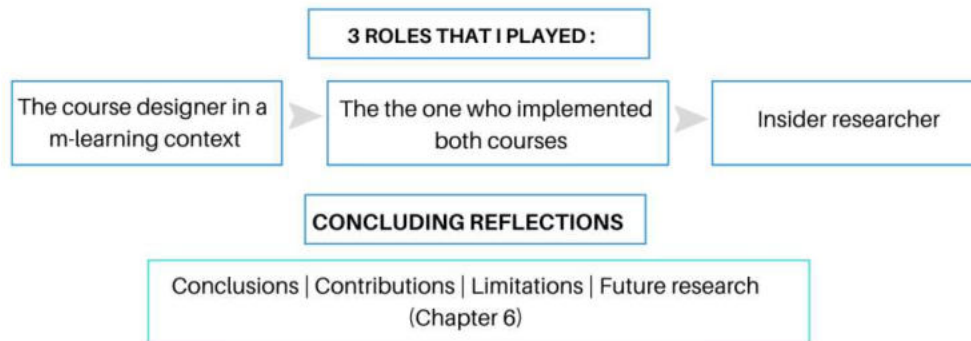 3 ROLES THAT I PLAYED :
The course designer in a
m-learning context
The the one who implemented
both courses
Insider researcher
CONCLUDING REFLECTIONS
Conclusions | Contributions | Limitations | Future research
(Chapter 6)